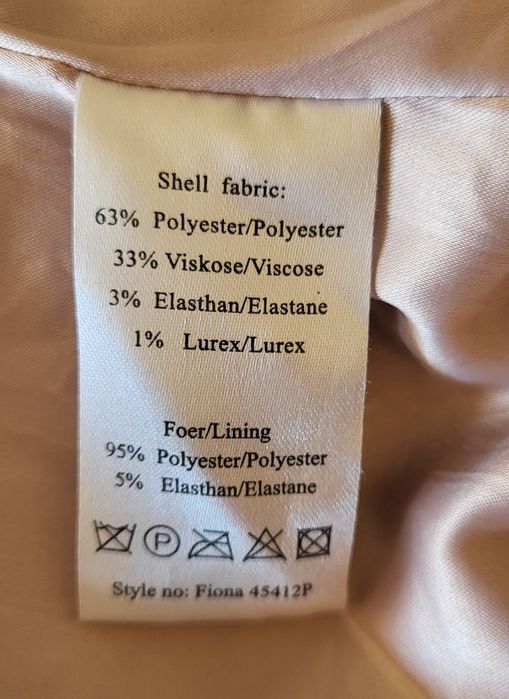 Shell fabric:
63% Polyester/Polyester
33% Viskose/Viscose
3% Elasthan/Elastane
1% Lurex/Lurex
Foer/Lining
95% Polyester/Polyester
5% Elasthan/Elastane
P
Style no: Fiona 45412P